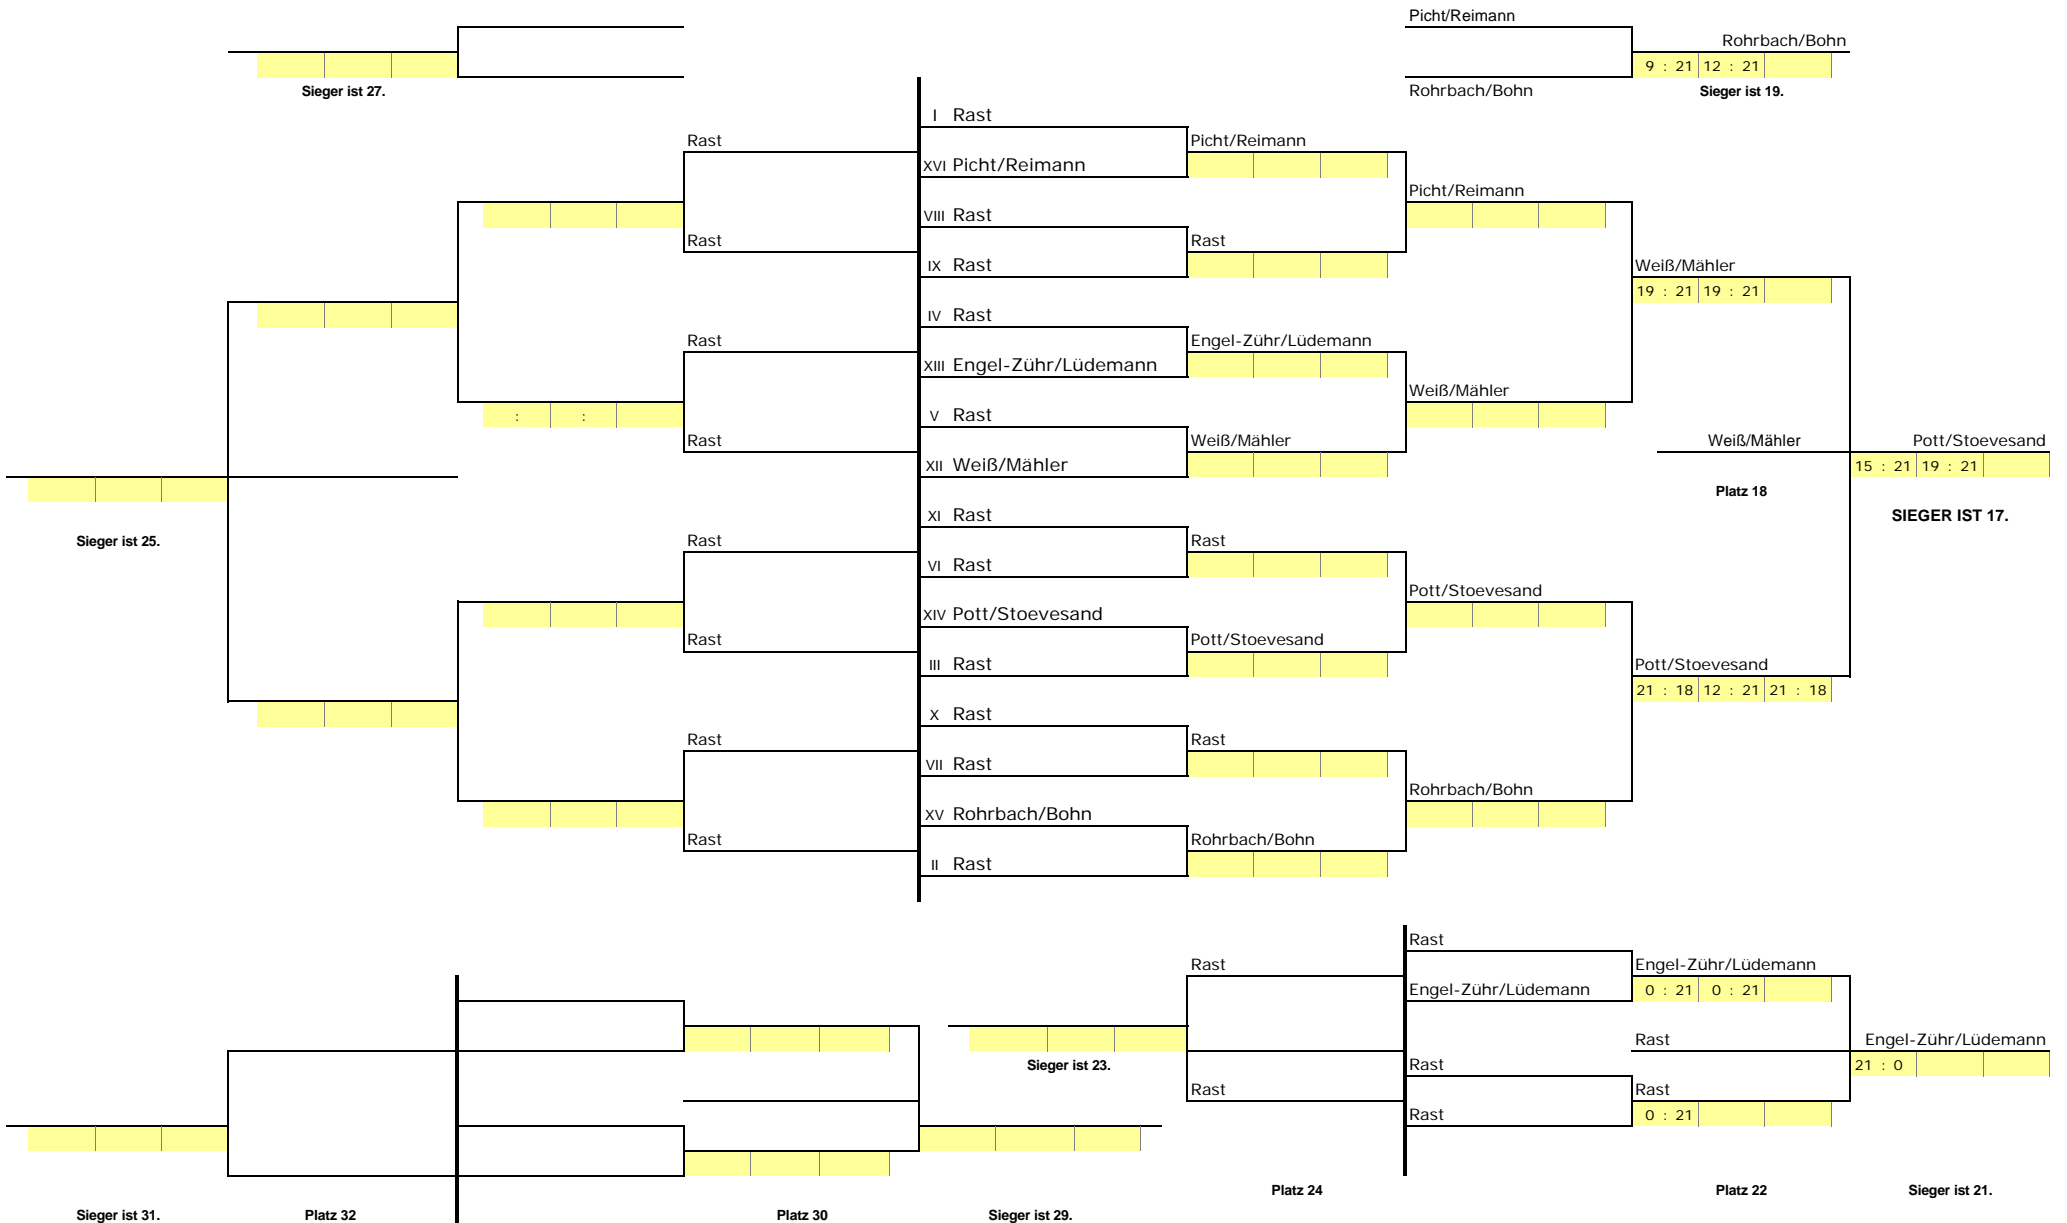 Picht/Reimann
Rohrbach/Bohn
9 : 21 12 : 21
Sieger ist 27.
Rohrbach/Bohn
Sieger ist 19.
I Rast
Rast
Picht/Reimann
XVI Picht/Reimann
Picht/Reimann
VIII Rast
Rast
Rast
IX Rast
Weiß/Mähler
19 : 21 19 : 21
IV Rast
Rast
Engel-Zühr/Lüdemann
XIII Engel-Zühr/Lüdemann
Weiß/Mähler
: :
V Rast
Rast
Weiß/Mähler
Weiß/Mähler
Pott/Stoevesand
XII Weiß/Mähler
15 : 21 19 : 21
Platz 18
XI Rast
SIEGER IST 17.
Sieger ist 25.
Rast
Rast
VI Rast
Pott/Stoevesand
XIV Pott/Stoevesand
Rast
Pott/Stoevesand
III Rast
Pott/Stoevesand
21 : 18 12 : 21 21 : 18
X Rast
Rast
Rast
VII Rast
Rohrbach/Bohn
XV Rohrbach/Bohn
Rast
Rohrbach/Bohn
II Rast
Rast
Rast
Engel-Zühr/Lüdemann
Engel-Zühr/Lüdemann
0 : 21 0 : 21
Rast
Engel-Zühr/Lüdemann
Sieger ist 23.
Rast
21 : 0
Rast
Rast
Rast
0 : 21
Platz 24
Platz 22
Sieger ist 21.
Sieger ist 31.
Platz 32
Platz 30
Sieger ist 29.